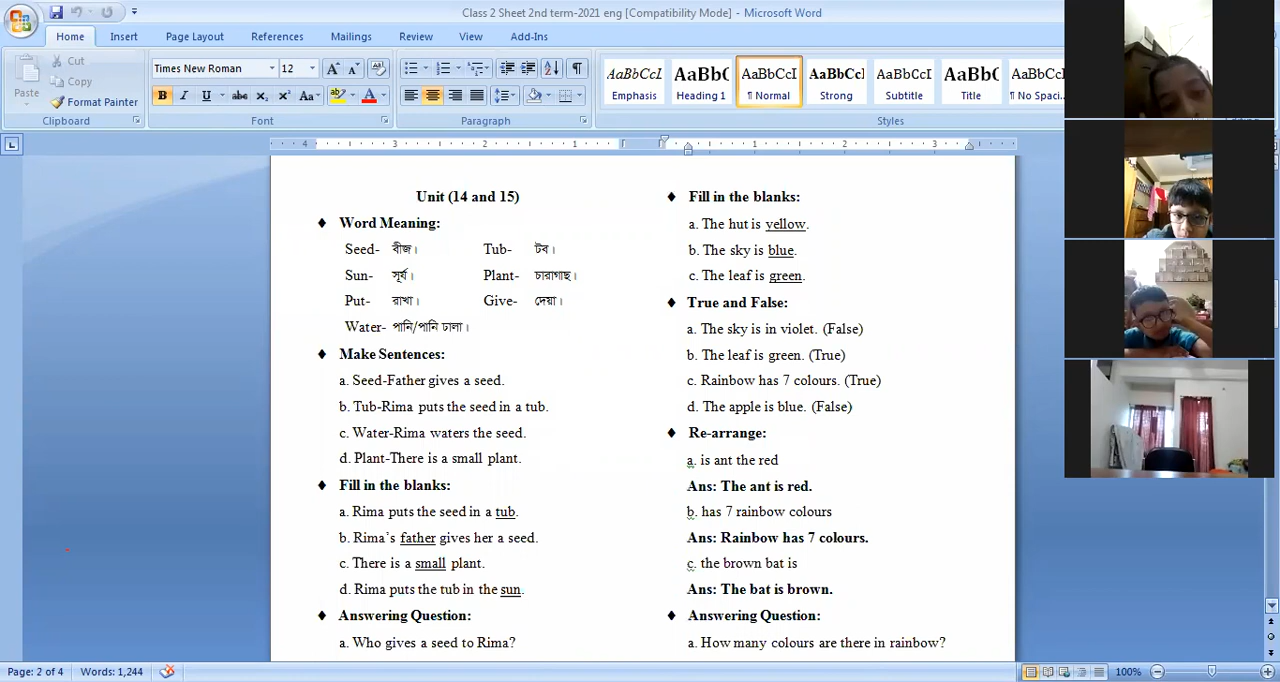 Class 2 Sheet 2nd term-2021 eng [Compatibility Mode] - Microsoft Word
Home Insert Page Layout References Mailings Review View Add-Ins
Paste
Cut
Copy
Format Painter
Clipboard
Times New Roman 12
Font
Paragraph
AaBbCcI AaBbC AaBbCcI AaBbCcI AaBbCcI AaBb( AaBbCcI
Emphasis Heading 1 ¶ Normal Strong Subtitle Title ¶ No Spaci...
Styles
Unit (14 and 15)
Word Meaning:
Seed- বীজ। Tub- টব।
Sun- সূর্য। Plant- চারাগাছ।
Put- রাখা। Give- দেয়া।
Water- পানি/পানি ঢালা।
Make Sentences:
a. Seed-Father gives a seed.
b. Tub-Rima puts the seed in a tub.
c. Water-Rima waters the seed.
d. Plant-There is a small plant.
Fill in the blanks:
a. Rima puts the seed in a tub.
b. Rima's father gives her a seed.
c. There is a small plant.
d. Rima puts the tub in the sun.
Answering Question:
a. Who gives a seed to Rima?
Fill in the blanks:
a. The hut is yellow.
b. The sky is blue.
c. The leaf is green.
True and False:
a. The sky is in violet. (False)
b. The leaf is green. (True)
c. Rainbow has 7 colours. (True)
d. The apple is blue. (False)
Re-arrange:
a. is ant the red
Ans: The ant is red.
b. has 7 rainbow colours
Ans: Rainbow has 7 colours.
c. the brown bat is
Ans: The bat is brown.
Answering Question:
a. How many colours are there in rainbow?
Page: 2 of 4 Words: 1,244 100%